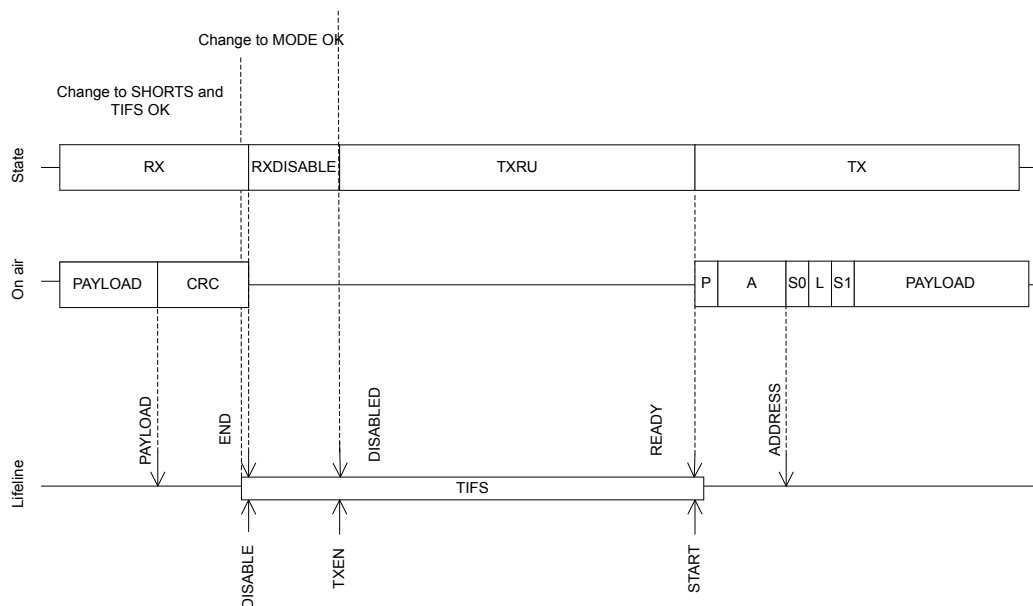 Change to MODE OK
Change to SHORTS and
TIFS OK
State
RX
RXDISABLE
TXRU
TX
On air
PAYLOAD
CRC
P
A
S0
L
S1
PAYLOAD
PAYLOAD
END
DISABLED
READY
ADDRESS
Lifeline
TIFS
DISABLE
TXEN
START